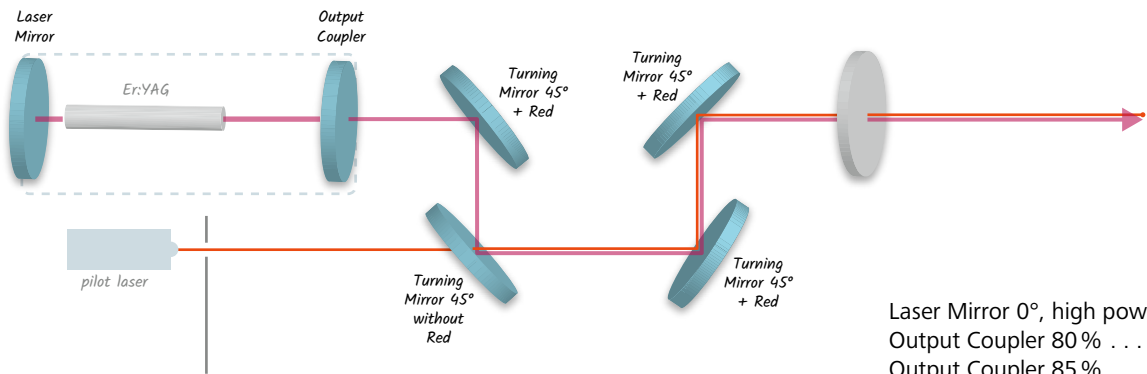 Laser
Mirror
Output
Coupler
Er:YAG
Turning
Mirror 45°
+ Red
Turning
Mirror 45°
+ Red
pilot laser
Turning
Mirror 45°
without
Red
Turning
Mirror 45°
+ Red
Laser Mirror 0°, high pow
Output Coupler 80 % . . .
Output Coupler 85 %